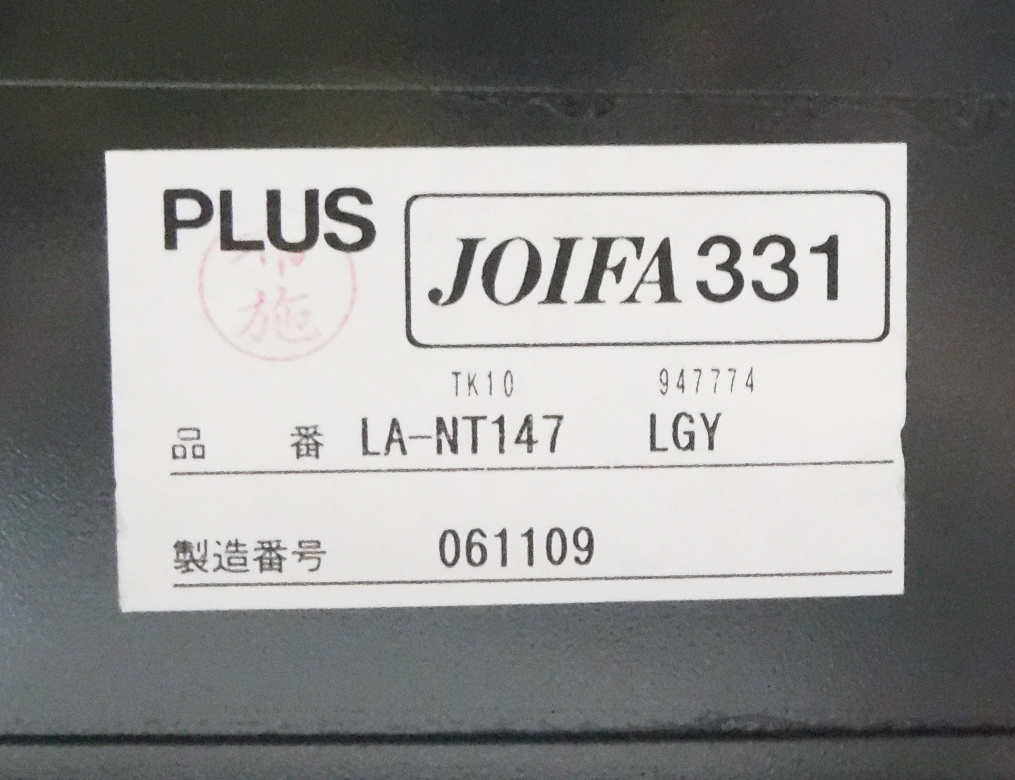 PLUS
JOIFA 331
施
TK10 947774
品番 LA-NT147 LGY
製造番号 061109